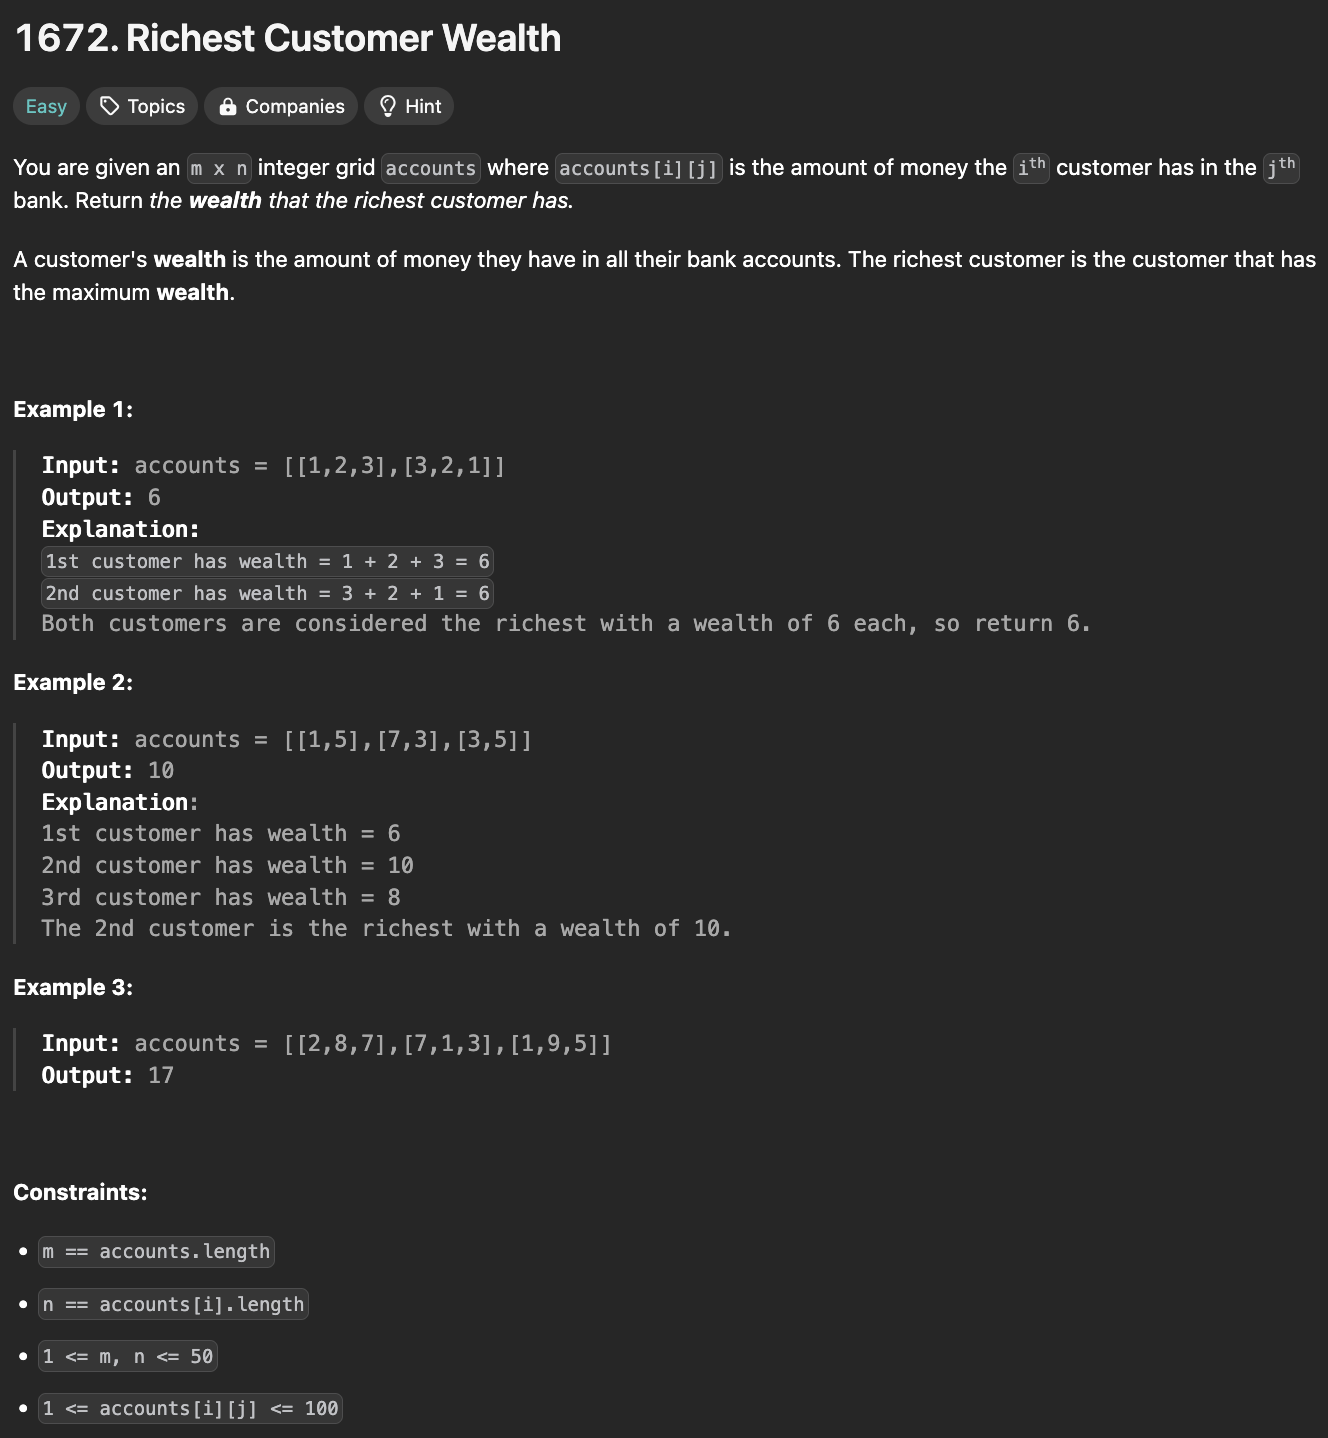 1672. Richest Customer Wealth
Easy Topics Companies Hint
You are given an m x n integer grid accounts where accounts[i][j] is the amount of money the iᵗʰ customer has in the jᵗʰ
bank. Return the wealth that the richest customer has.
A customer's wealth is the amount of money they have in all their bank accounts. The richest customer is the customer that has
the maximum wealth.
Example 1:
Input: accounts = [[1,2,3],[3,2,1]]
Output: 6
Explanation:
1st customer has wealth = 1 + 2 + 3 = 6
2nd customer has wealth = 3 + 2 + 1 = 6
Both customers are considered the richest with a wealth of 6 each, so return 6.
Example 2:
Input: accounts = [[1,5],[7,3],[3,5]]
Output: 10
Explanation:
1st customer has wealth = 6
2nd customer has wealth = 10
3rd customer has wealth = 8
The 2nd customer is the richest with a wealth of 10.
Example 3:
Input: accounts = [[2,8,7],[7,1,3],[1,9,5]]
Output: 17
Constraints:
• m == accounts.length
• n == accounts[i].length
• 1 <= m, n <= 50
• 1 <= accounts[i][j] <= 100